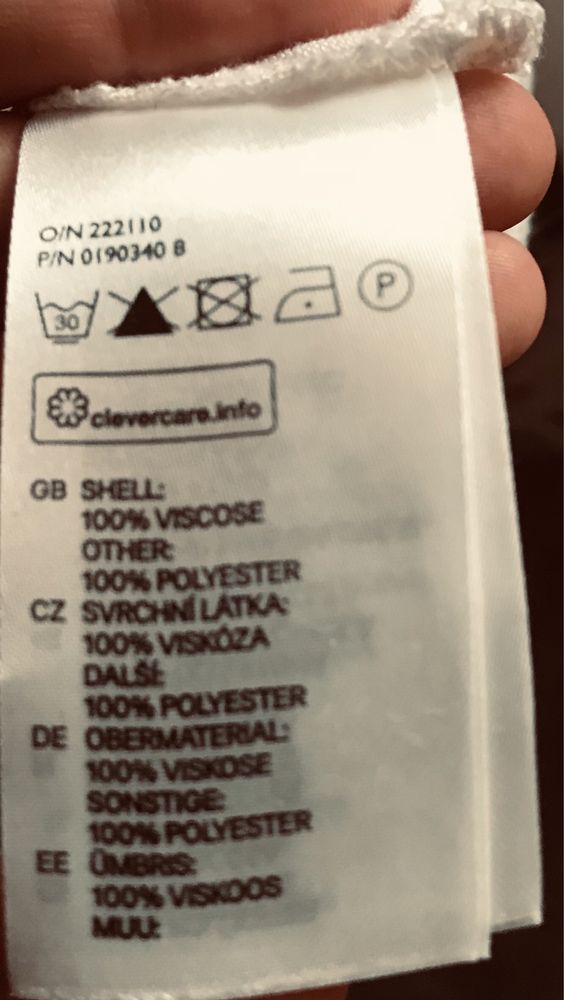 O/N 222110
P/N 0190340 B
30 P
clevercare.info
GB SHELL:
100% VISCOSE
OTHER:
100% POLYESTER
CZ SVRCHNÍ LÁTKA:
100% VISKÓZA
DALŠÍ:
100% POLYESTER
DE OBERMATERIAL:
100% VISKOSE
SONSTIGE:
100% POLYESTER
EE ÜMBRIS:
100% VISKOOS
MUU: